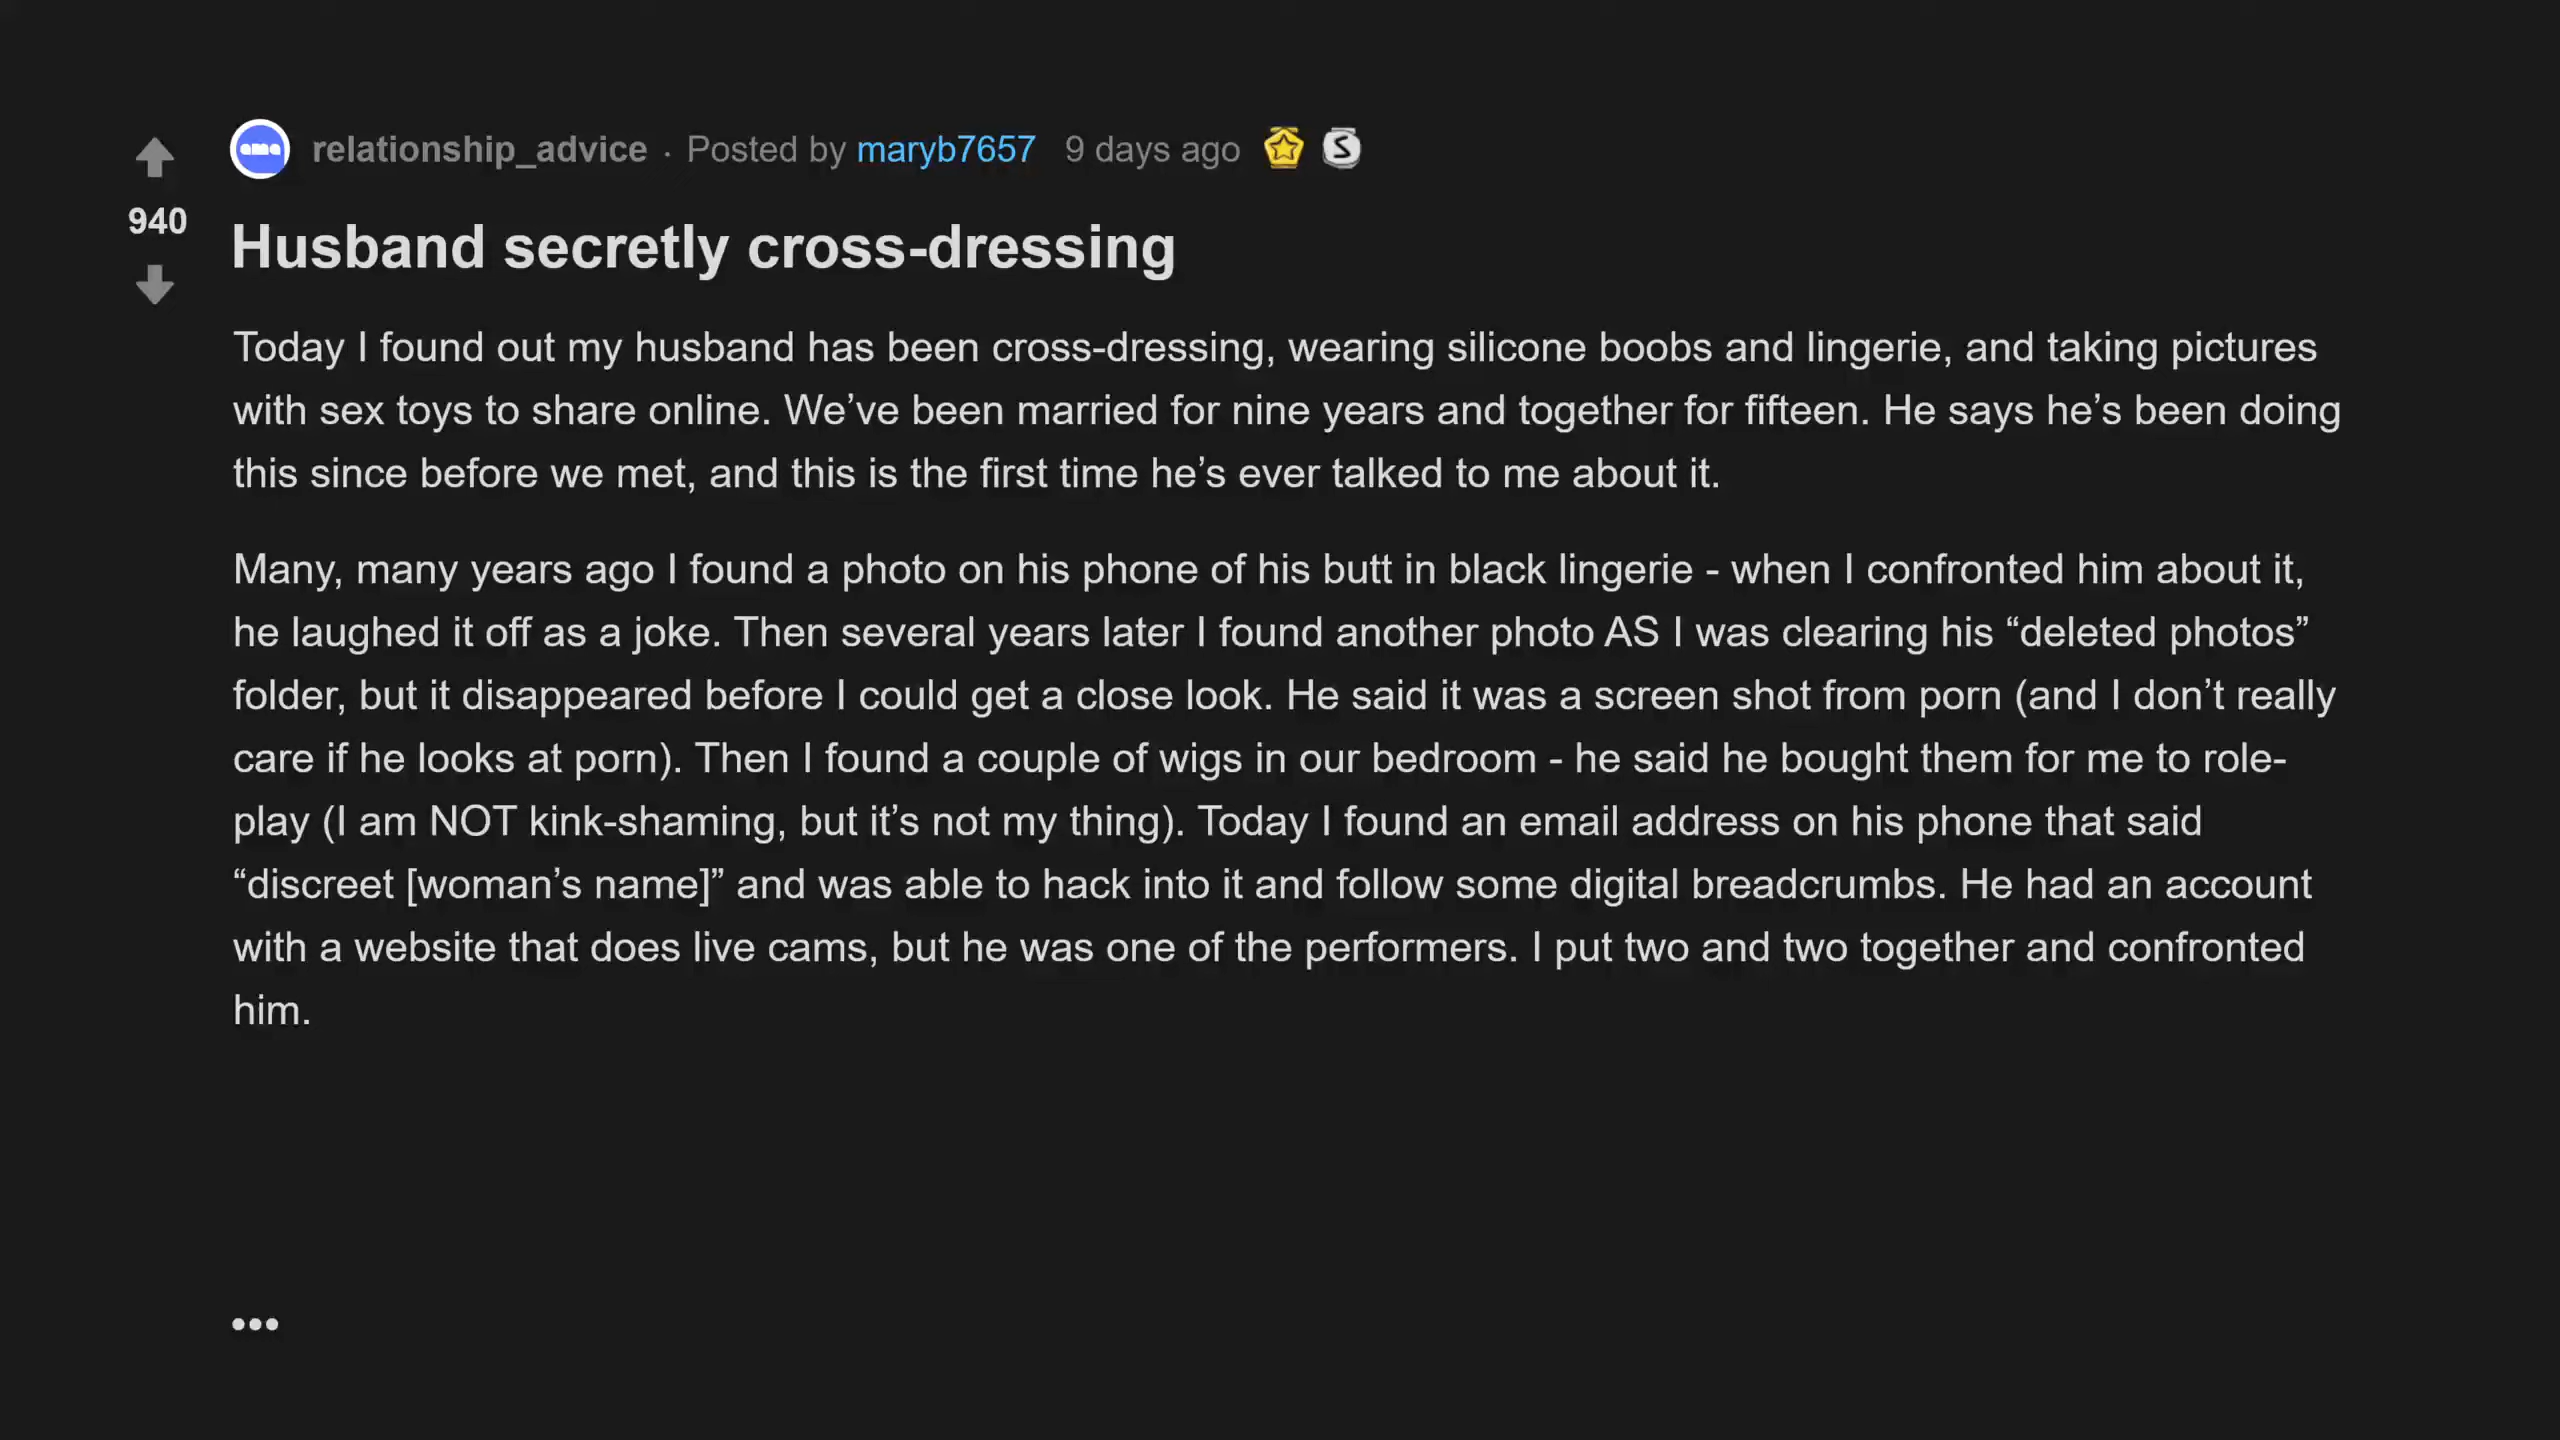 relationship_advice · Posted by maryb7657 9 days ago
940
Husband secretly cross-dressing
Today I found out my husband has been cross-dressing, wearing silicone boobs and lingerie, and taking pictures
with sex toys to share online. We’ve been married for nine years and together for fifteen. He says he’s been doing
this since before we met, and this is the first time he’s ever talked to me about it.
Many, many years ago I found a photo on his phone of his butt in black lingerie - when I confronted him about it,
he laughed it off as a joke. Then several years later I found another photo AS I was clearing his “deleted photos”
folder, but it disappeared before I could get a close look. He said it was a screen shot from porn (and I don’t really
care if he looks at porn). Then I found a couple of wigs in our bedroom - he said he bought them for me to role-
play (I am NOT kink-shaming, but it’s not my thing). Today I found an email address on his phone that said
“discreet [woman’s name]” and was able to hack into it and follow some digital breadcrumbs. He had an account
with a website that does live cams, but he was one of the performers. I put two and two together and confronted
him.